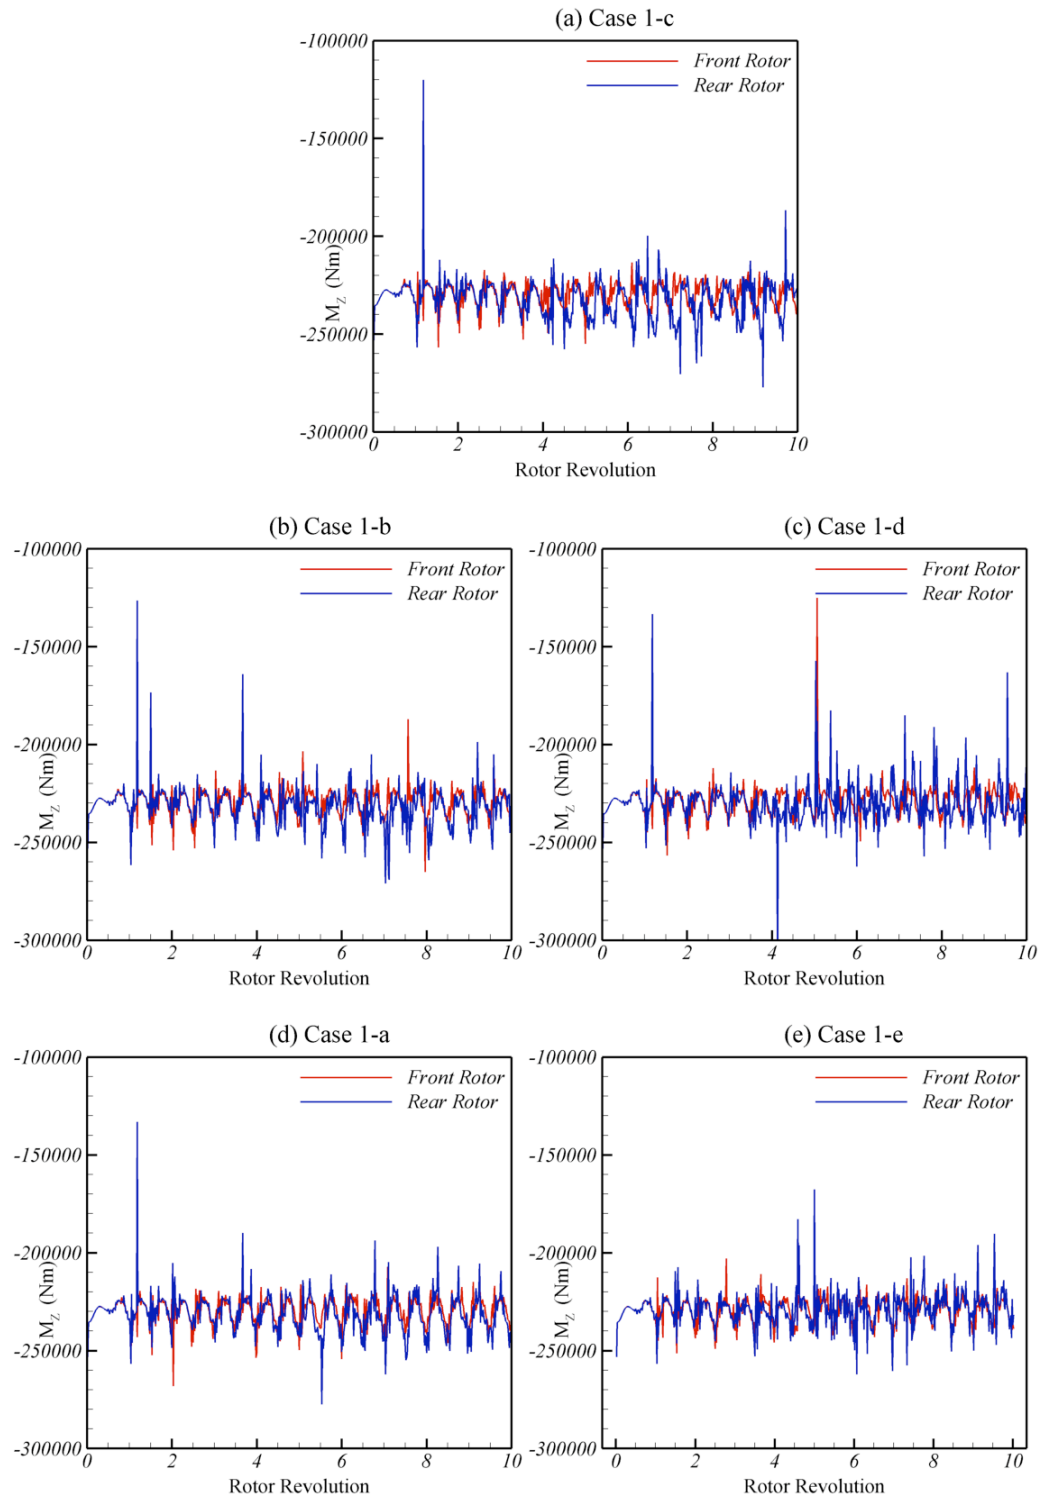 (a) Case 1-c
-100000
Front Rotor
Rear Rotor
-150000
-200000
M_Z (Nm)
-250000
-300000
0 2 4 6 8 10
Rotor Revolution
(b) Case 1-b
-100000
Front Rotor
Rear Rotor
-150000
-200000
M_Z (Nm)
-250000
-300000
0 2 4 6 8 10
Rotor Revolution
(c) Case 1-d
-100000
Front Rotor
Rear Rotor
-150000
-200000
M_Z (Nm)
-250000
-300000
0 2 4 6 8 10
Rotor Revolution
(d) Case 1-a
-100000
Front Rotor
Rear Rotor
-150000
-200000
M_Z (Nm)
-250000
-300000
0 2 4 6 8 10
Rotor Revolution
(e) Case 1-e
-100000
Front Rotor
Rear Rotor
-150000
-200000
M_Z (Nm)
-250000
-300000
0 2 4 6 8 10
Rotor Revolution